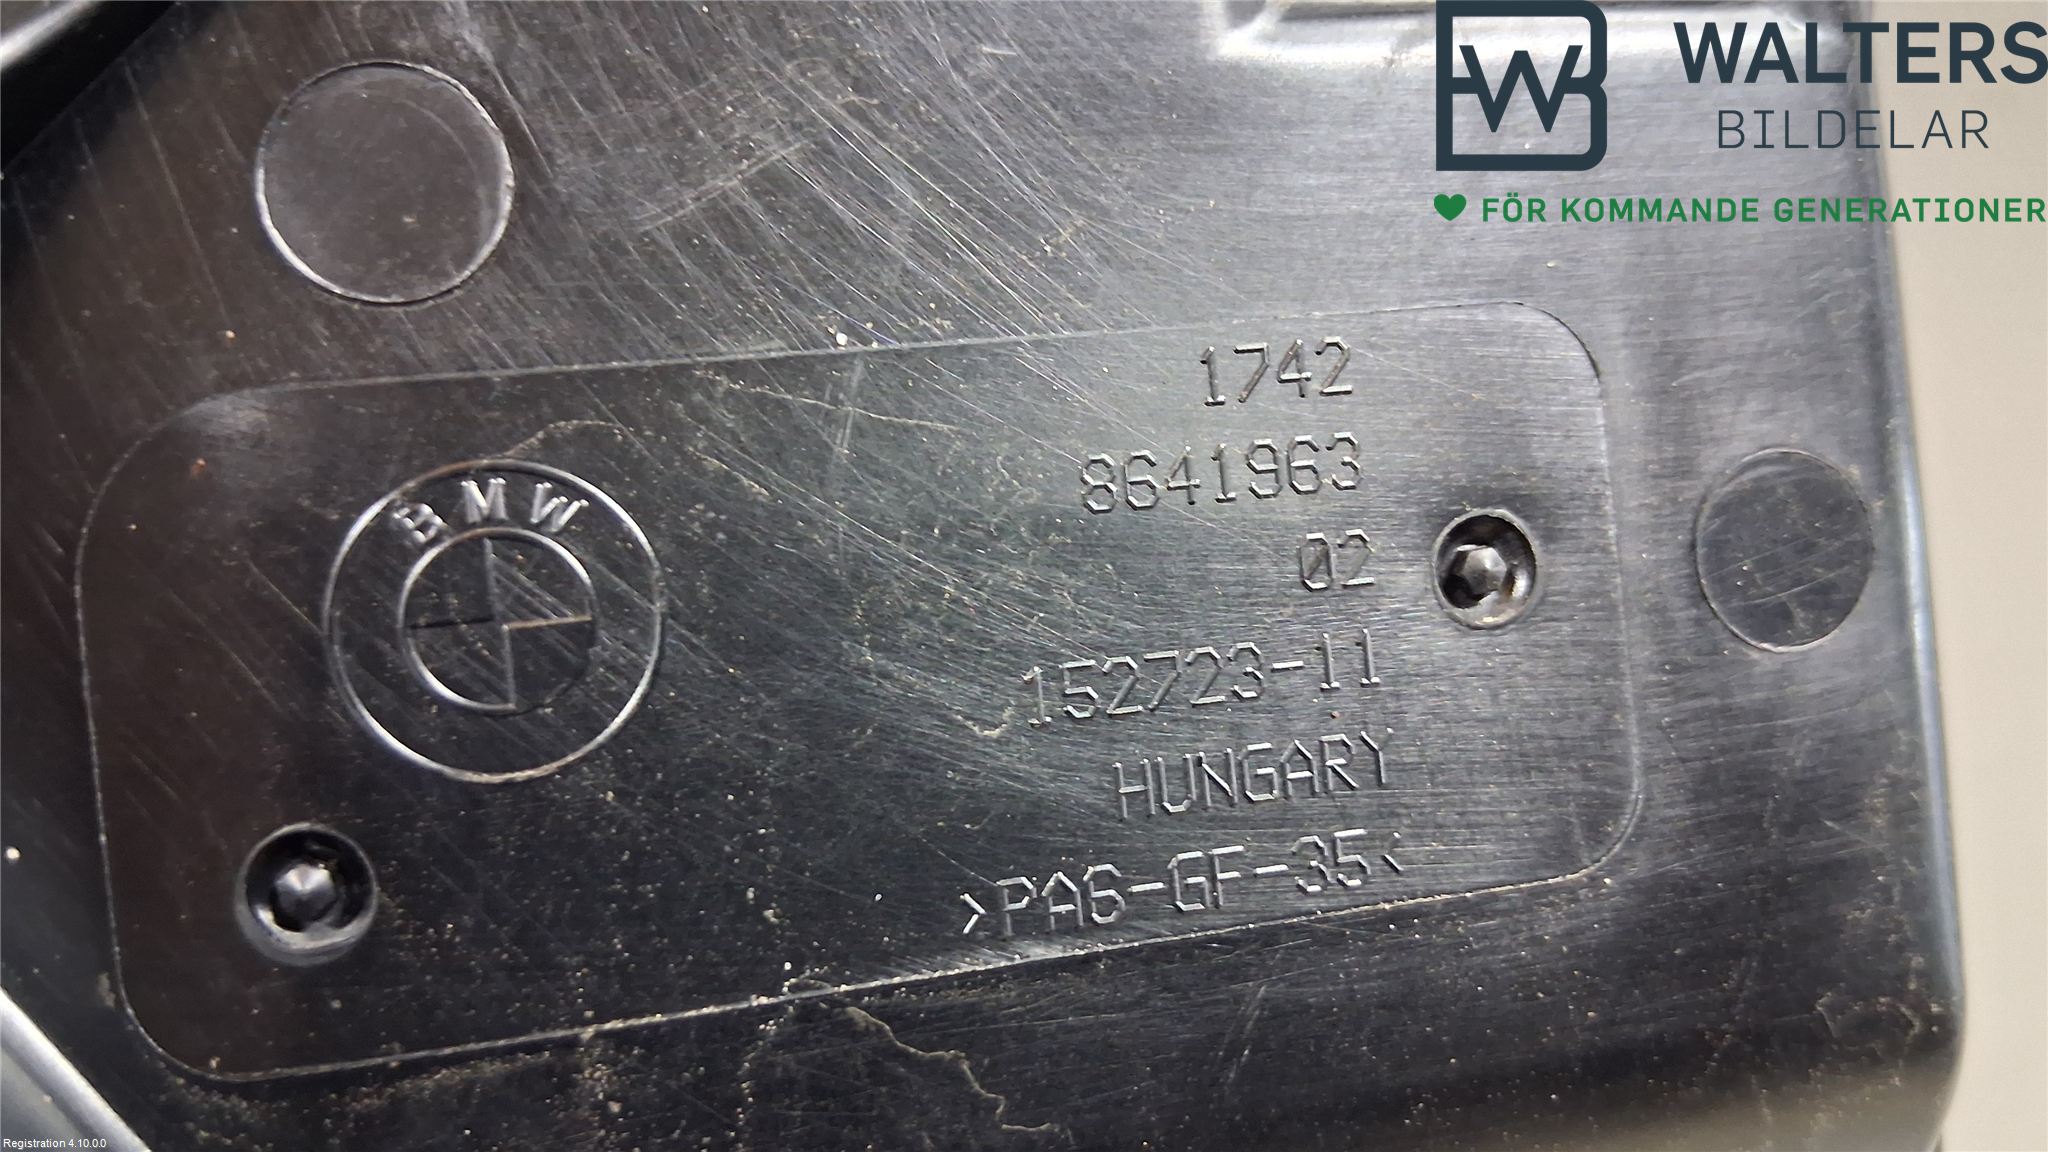 W
WALTERS
BILDELAR
FÖR KOMMANDE GENERATIONER
1742
8641963
02
BMW
152723-11
HUNGARY
>PA6-GF-35<
Registration 4.10.0.0